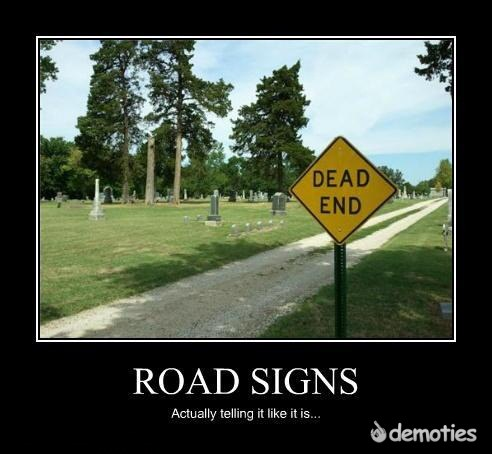 DEAD
END
ROAD SIGNS
Actually telling it like it is...
demoties